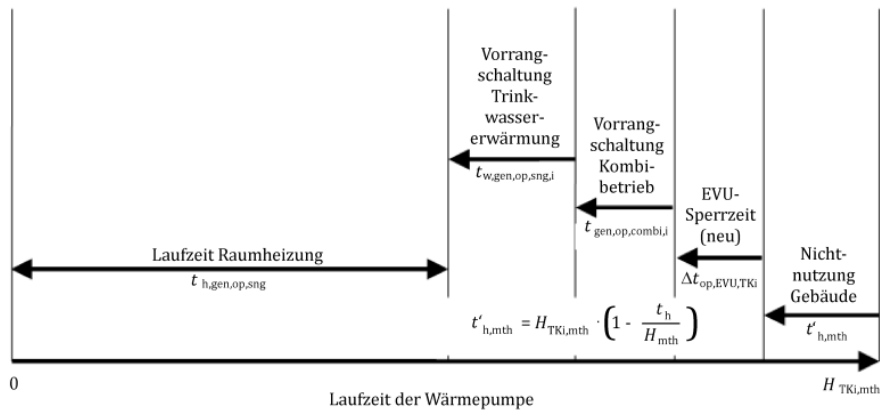 Vorrang-
schaltung
Trink-
wasser-
erwärmung
t w,gen,op,sng,i
Vorrang-
schaltung
Kombi-
betrieb
t gen,op,combi,i
EVU-
Sperrzeit
(neu)
Δt op,EVU,TKi
Nicht-
nutzung
Gebäude
t‘ h,mth
Laufzeit Raumheizung
t h,gen,op,sng
t‘ h,mth = H TKi,mth · (1 - t h / H mth)
0
H TKi,mth
Laufzeit der Wärmepumpe